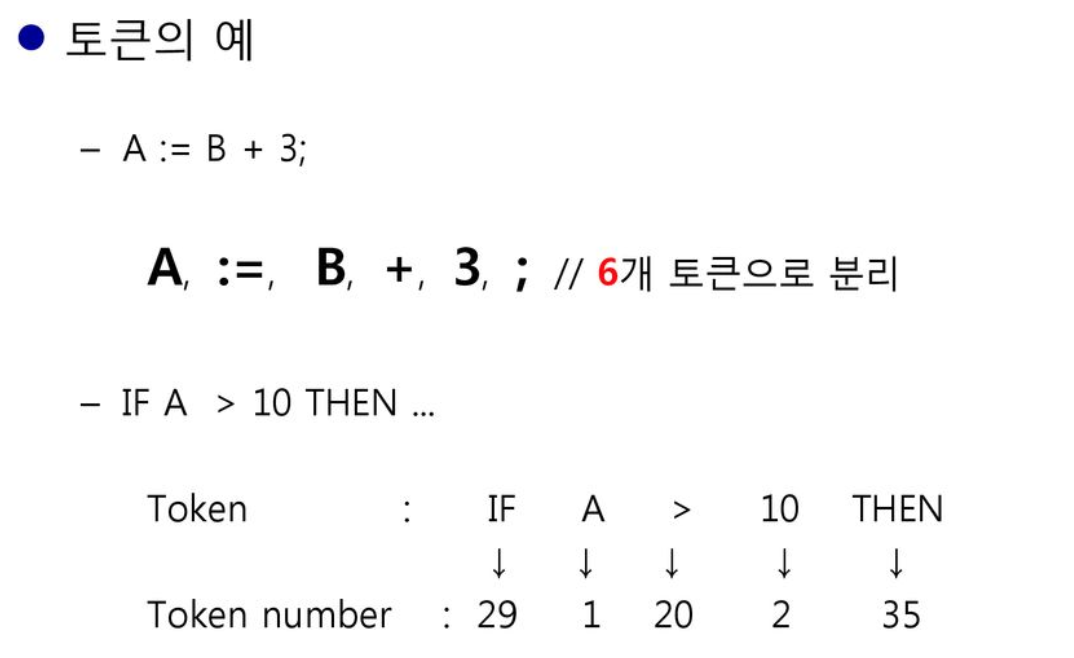 ● 토큰의 예
– A := B + 3;
A, :=, B, +, 3, ; // 6개 토큰으로 분리
– IF A > 10 THEN ...
Token : IF A > 10 THEN
↓ ↓ ↓ ↓ ↓
Token number : 29 1 20 2 35